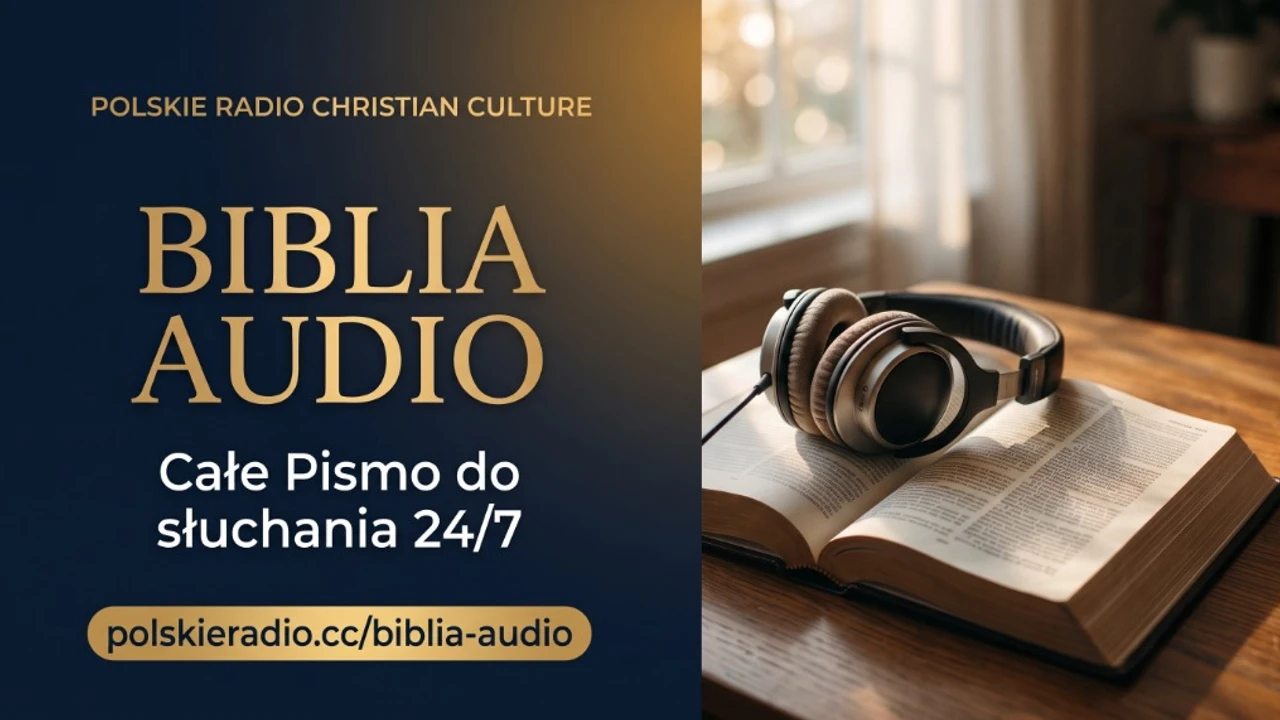 POLSKIE RADIO CHRISTIAN CULTURE
BIBLIA
AUDIO
Całe Pismo do
słuchania 24/7
polskieradio.cc/biblia-audio